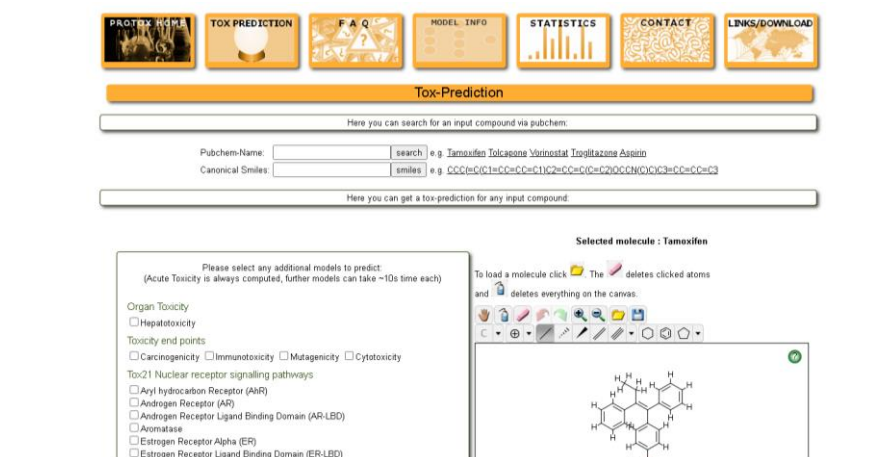 PROTOX HOME
TOX PREDICTION
F A Q
MODEL INFO
STATISTICS
CONTACT
LINKS/DOWNLOAD
Tox-Prediction
Here you can search for an input compound via pubchem:
Pubchem-Name: search e.g. Tamoxifen Tolcapone Vorinostat Troglitazone Aspirin
Canonical Smiles: smiles e.g. CCC(=C(C1=CC=CC=C1)C2=CC=C(C=C2)OCCN(C)C)C3=CC=CC=C3
Here you can get a tox-prediction for any input compound:
Selected molecule : Tamoxifen
Please select any additional models to predict:
(Acute Toxicity is always computed, further models can take ~10s time each)
To load a molecule click The deletes clicked atoms
and deletes everything on the canvas.
Organ Toxicity
Hepatotoxicity
Toxicity end points
Carcinogenicity Immunotoxicity Mutagenicity Cytotoxicity
Tox21 Nuclear receptor signalling pathways
Aryl hydrocarbon Receptor (AhR)
Androgen Receptor (AR)
Androgen Receptor Ligand Binding Domain (AR-LBD)
Aromatase
Estrogen Receptor Alpha (ER)
Estrogen Receptor Ligand Binding Domain (ER-LBD)